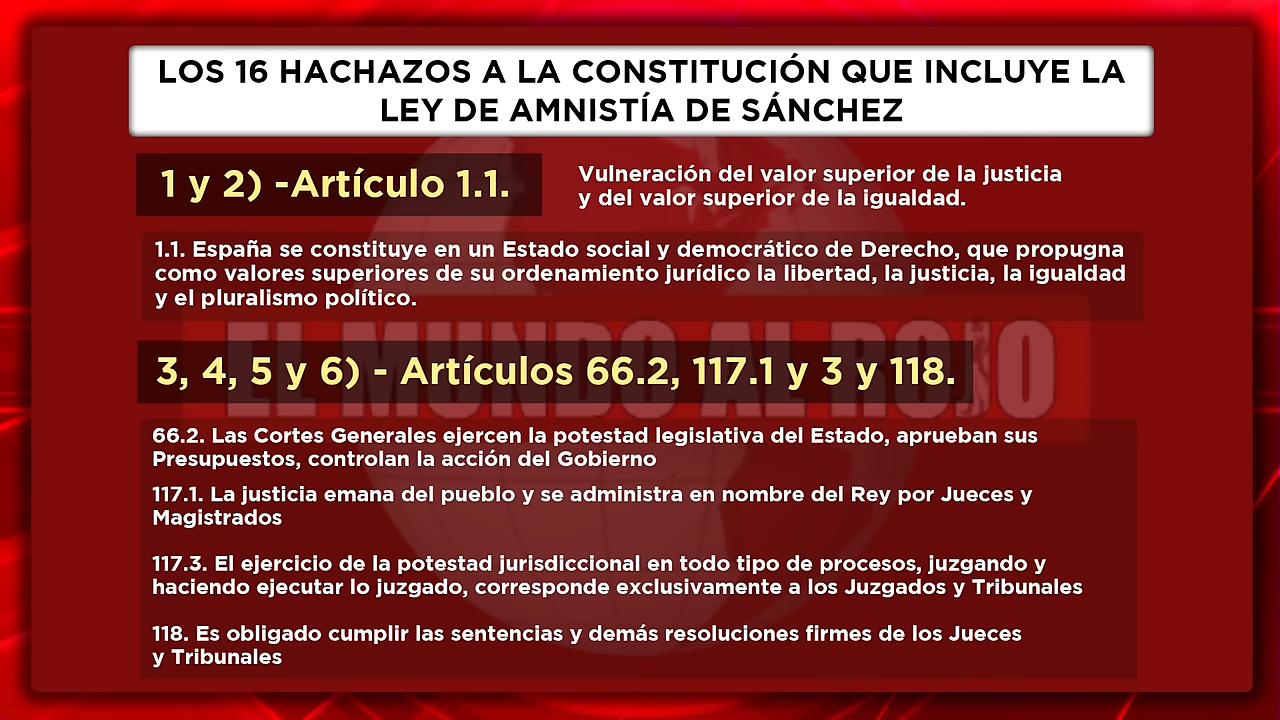 LOS 16 HACHAZOS A LA CONSTITUCIÓN QUE INCLUYE LA
LEY DE AMNISTÍA DE SÁNCHEZ
1 y 2) -Artículo 1.1.
Vulneración del valor superior de la justicia
y del valor superior de la igualdad.
1.1. España se constituye en un Estado social y democrático de Derecho, que propugna
como valores superiores de su ordenamiento jurídico la libertad, la justicia, la igualdad
y el pluralismo político.
EL MUNDO AL ROJO
3, 4, 5 y 6) - Artículos 66.2, 117.1 y 3 y 118.
66.2. Las Cortes Generales ejercen la potestad legislativa del Estado, aprueban sus
Presupuestos, controlan la acción del Gobierno
117.1. La justicia emana del pueblo y se administra en nombre del Rey por Jueces y
Magistrados
117.3. El ejercicio de la potestad jurisdiccional en todo tipo de procesos, juzgando y
haciendo ejecutar lo juzgado, corresponde exclusivamente a los Juzgados y Tribunales
118. Es obligado cumplir las sentencias y demás resoluciones firmes de los Jueces
y Tribunales